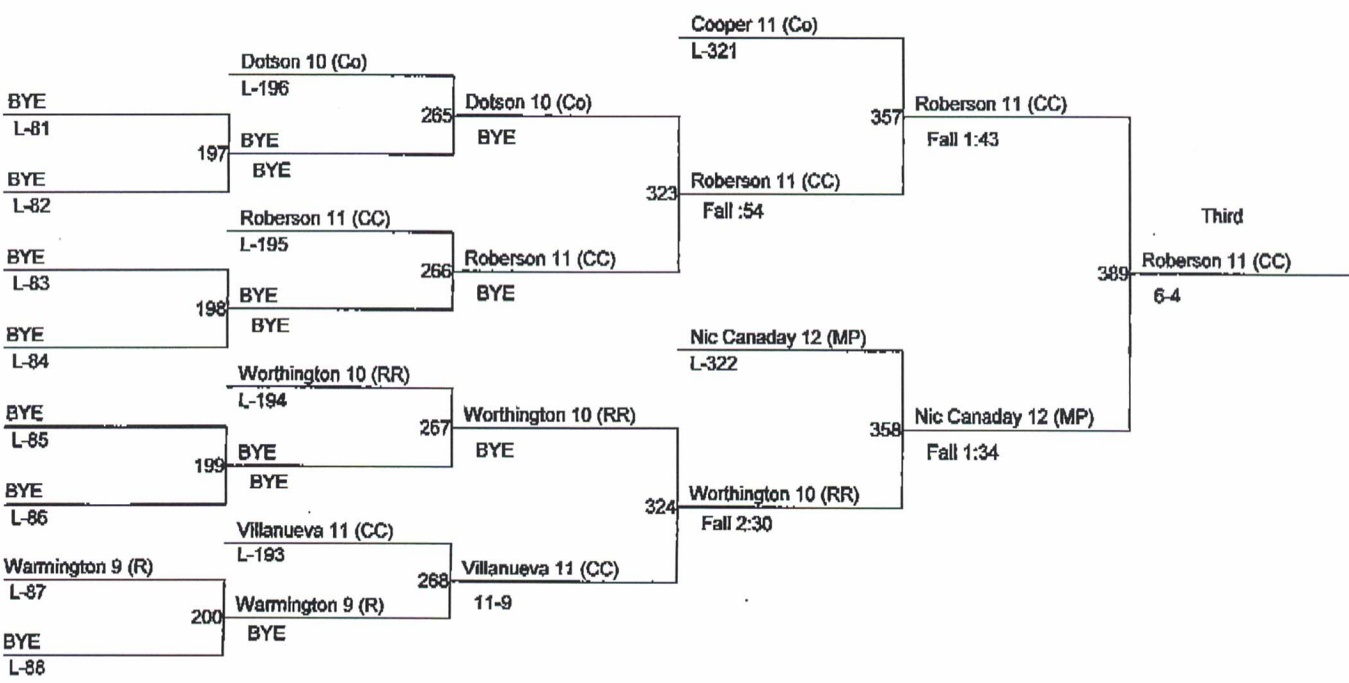 BYE
L-81
BYE
L-82
197
BYE
L-83
BYE
L-84
198
BYE
L-85
BYE
L-86
199
Warmington 9 (R)
L-87
BYE
L-88
200
Dotson 10 (Co)
L-196
BYE
BYE
265
Roberson 11 (CC)
L-195
BYE
BYE
266
Worthington 10 (RR)
L-194
BYE
BYE
267
Villanueva 11 (CC)
L-193
Warmington 9 (R)
BYE
268
Dotson 10 (Co)
BYE
Roberson 11 (CC)
BYE
323
Worthington 10 (RR)
BYE
Villanueva 11 (CC)
11-9
324
Cooper 11 (Co)
L-321
Roberson 11 (CC)
Fall :54
357
Nic Canaday 12 (MP)
L-322
Worthington 10 (RR)
Fall 2:30
358
Roberson 11 (CC)
Fall 1:43
Nic Canaday 12 (MP)
Fall 1:34
389
Third
Roberson 11 (CC)
6-4